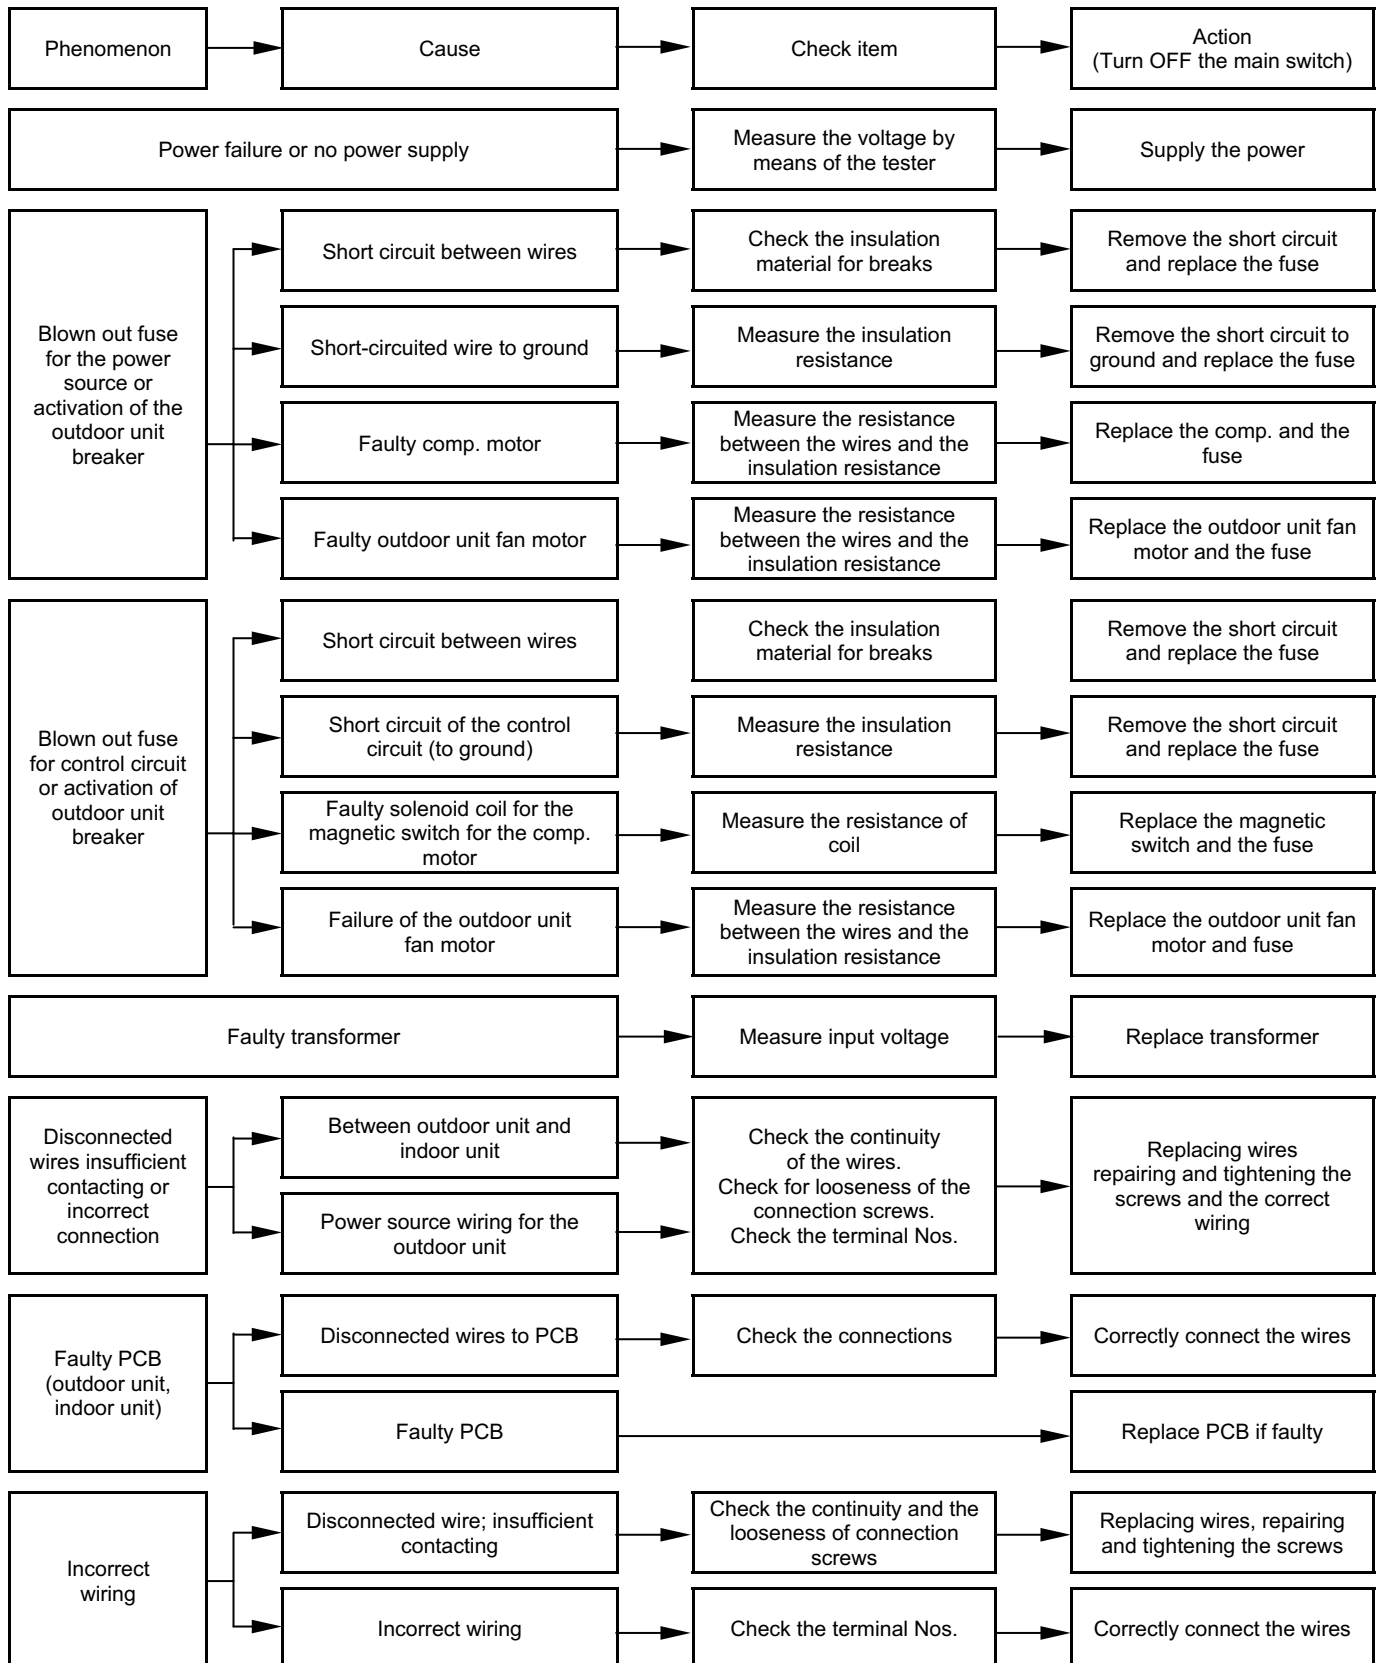 Phenomenon
Cause
Check item
Action
(Turn OFF the main switch)
Power failure or no power supply
Measure the voltage by
means of the tester
Supply the power
Blown out fuse
for the power
source or
activation of the
outdoor unit
breaker
Short circuit between wires
Check the insulation
material for breaks
Remove the short circuit
and replace the fuse
Short-circuited wire to ground
Measure the insulation
resistance
Remove the short circuit to
ground and replace the fuse
Faulty comp. motor
Measure the resistance
between the wires and the
insulation resistance
Replace the comp. and the
fuse
Faulty outdoor unit fan motor
Measure the resistance
between the wires and the
insulation resistance
Replace the outdoor unit fan
motor and the fuse
Blown out fuse
for control circuit
or activation of
outdoor unit
breaker
Short circuit between wires
Check the insulation
material for breaks
Remove the short circuit
and replace the fuse
Short circuit of the control
circuit (to ground)
Measure the insulation
resistance
Remove the short circuit
and replace the fuse
Faulty solenoid coil for the
magnetic switch for the comp.
motor
Measure the resistance of
coil
Replace the magnetic
switch and the fuse
Failure of the outdoor unit
fan motor
Measure the resistance
between the wires and the
insulation resistance
Replace the outdoor unit fan
motor and fuse
Faulty transformer
Measure input voltage
Replace transformer
Disconnected
wires insufficient
contacting or
incorrect
connection
Between outdoor unit and
indoor unit
Power source wiring for the
outdoor unit
Check the continuity
of the wires.
Check for looseness of the
connection screws.
Check the terminal Nos.
Replacing wires
repairing and tightening the
screws and the correct
wiring
Faulty PCB
(outdoor unit,
indoor unit)
Disconnected wires to PCB
Check the connections
Correctly connect the wires
Faulty PCB
Replace PCB if faulty
Incorrect
wiring
Disconnected wire; insufficient
contacting
Check the continuity and the
looseness of connection
screws
Replacing wires, repairing
and tightening the screws
Incorrect wiring
Check the terminal Nos.
Correctly connect the wires